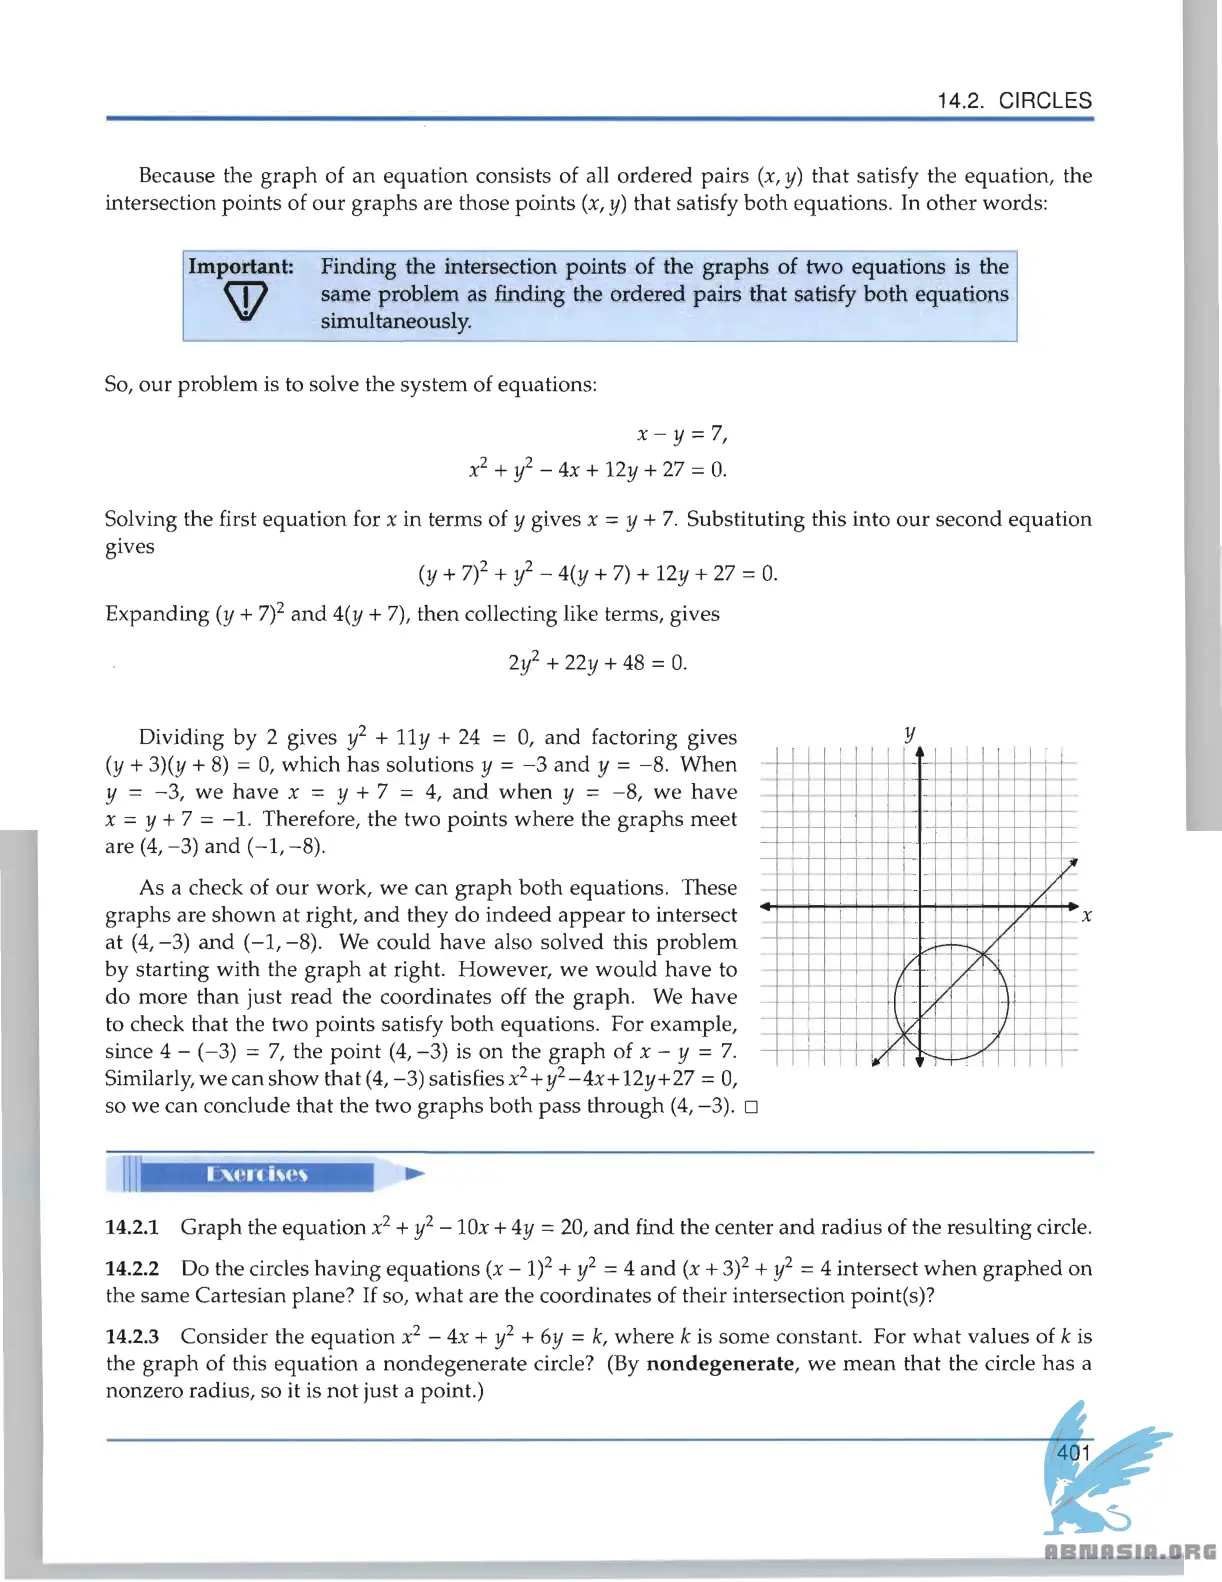 14.2. CIRCLES
Because the graph of an equation consists of all ordered pairs (x, y) that satisfy the equation, the
intersection points of our graphs are those points (x, y) that satisfy both equations. In other words:
Important: Finding the intersection points of the graphs of two equations is the
same problem as finding the ordered pairs that satisfy both equations
simultaneously.
So, our problem is to solve the system of equations:
x − y = 7,
x² + y² − 4x + 12y + 27 = 0.
Solving the first equation for x in terms of y gives x = y + 7. Substituting this into our second equation
gives
(y + 7)² + y² − 4(y + 7) + 12y + 27 = 0.
Expanding (y + 7)² and 4(y + 7), then collecting like terms, gives
2y² + 22y + 48 = 0.
Dividing by 2 gives y² + 11y + 24 = 0, and factoring gives
(y + 3)(y + 8) = 0, which has solutions y = −3 and y = −8. When
y = −3, we have x = y + 7 = 4, and when y = −8, we have
x = y + 7 = −1. Therefore, the two points where the graphs meet
are (4, −3) and (−1, −8).
As a check of our work, we can graph both equations. These
graphs are shown at right, and they do indeed appear to intersect
at (4, −3) and (−1, −8). We could have also solved this problem
by starting with the graph at right. However, we would have to
do more than just read the coordinates off the graph. We have
to check that the two points satisfy both equations. For example,
since 4 − (−3) = 7, the point (4, −3) is on the graph of x − y = 7.
Similarly, we can show that (4, −3) satisfies x² + y² − 4x + 12y + 27 = 0,
so we can conclude that the two graphs both pass through (4, −3). □
y
x
Exercises
14.2.1 Graph the equation x² + y² − 10x + 4y = 20, and find the center and radius of the resulting circle.
14.2.2 Do the circles having equations (x − 1)² + y² = 4 and (x + 3)² + y² = 4 intersect when graphed on
the same Cartesian plane? If so, what are the coordinates of their intersection point(s)?
14.2.3 Consider the equation x² − 4x + y² + 6y = k, where k is some constant. For what values of k is
the graph of this equation a nondegenerate circle? (By nondegenerate, we mean that the circle has a
nonzero radius, so it is not just a point.)
401
ABNASIA.ORG